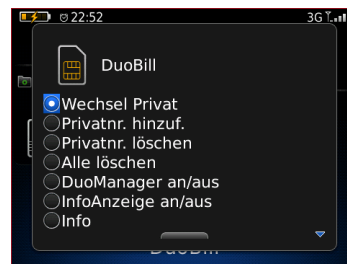 22:52
3G
DuoBill
Wechsel Privat
Privatnr. hinzuf.
Privatnr. löschen
Alle löschen
DuoManager an/aus
InfoAnzeige an/aus
Info
DuoBill